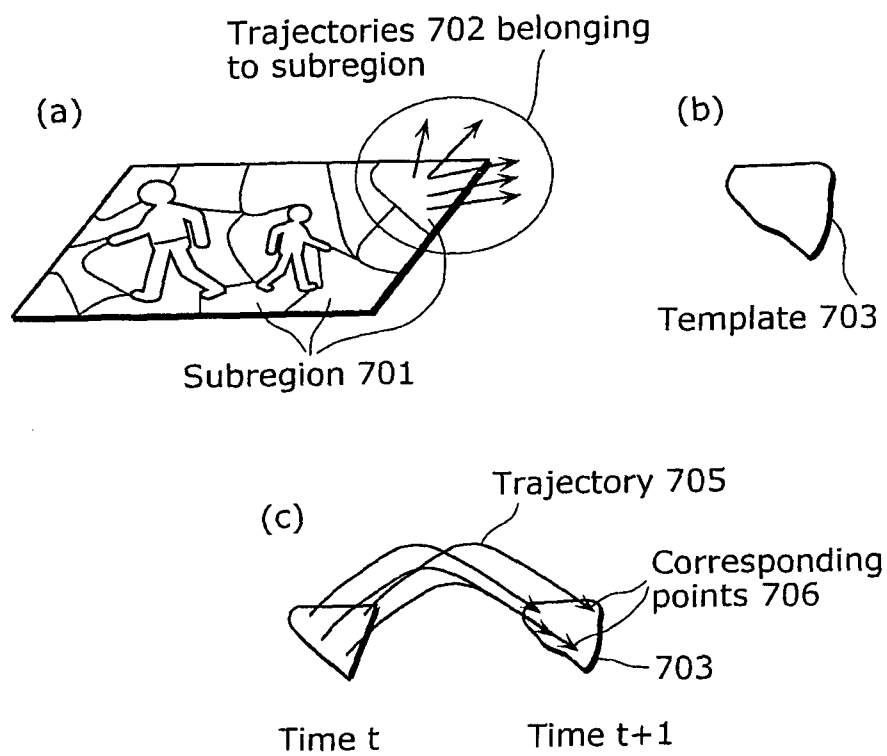 Trajectories 702 belonging
to subregion
(a)
(b)
Template 703
Subregion 701
(c)
Trajectory 705
Corresponding
points 706
703
Time t
Time t+1